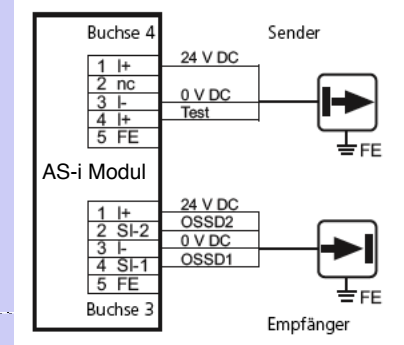 Buchse 4
Sender
24 V DC
1 I+
2 nc
3 I-
0 V DC
4 I+
Test
5 FE
FE
AS-i Modul
24 V DC
1 I+
OSSD2
2 SI-2
0 V DC
3 I-
OSSD1
4 SI-1
5 FE
FE
Buchse 3
Empfänger